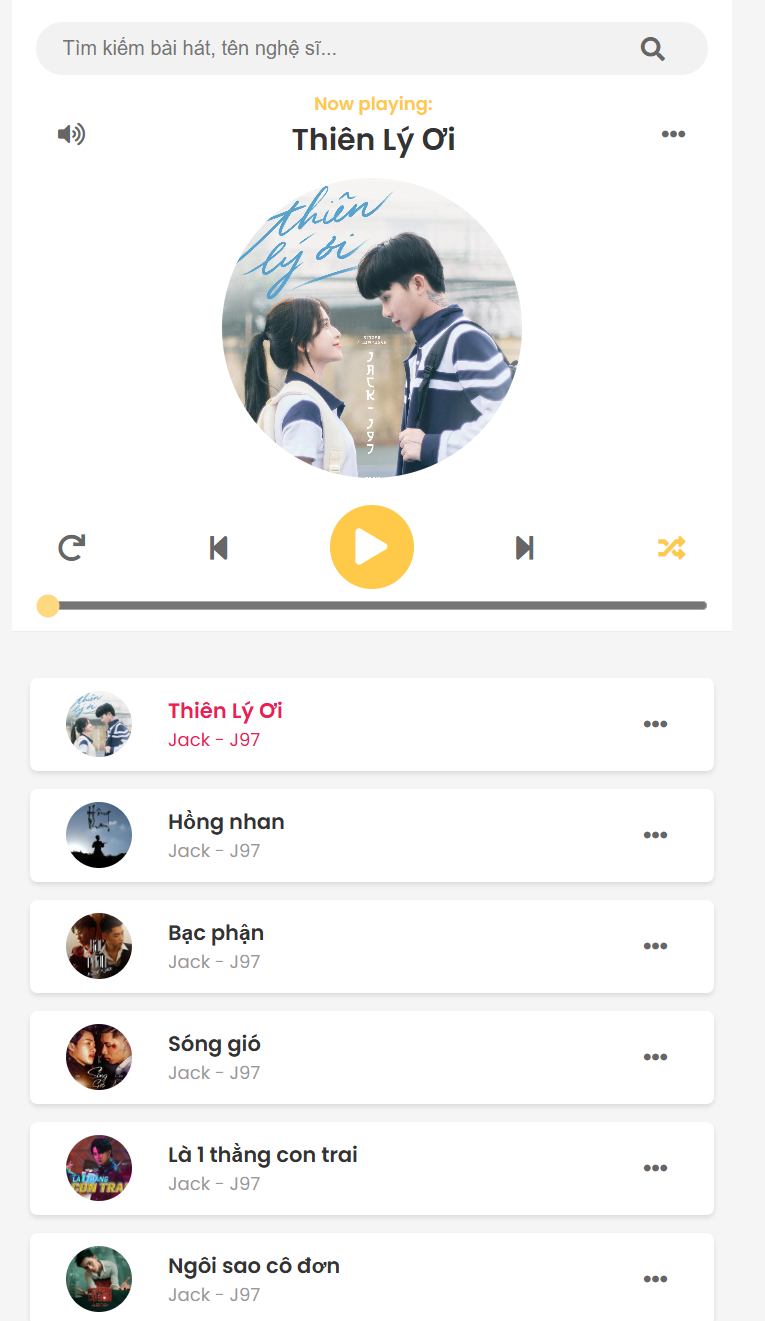 Tìm kiếm bài hát, tên nghệ sĩ...
Now playing:
Thiên Lý Ơi
thiên
lý ơi
JACK - J97
Thiên Lý Ơi
Jack - J97
Hồng nhan
Jack - J97
Bạc phận
Jack - J97
Sóng gió
Jack - J97
Là 1 thằng con trai
Jack - J97
Ngôi sao cô đơn
Jack - J97